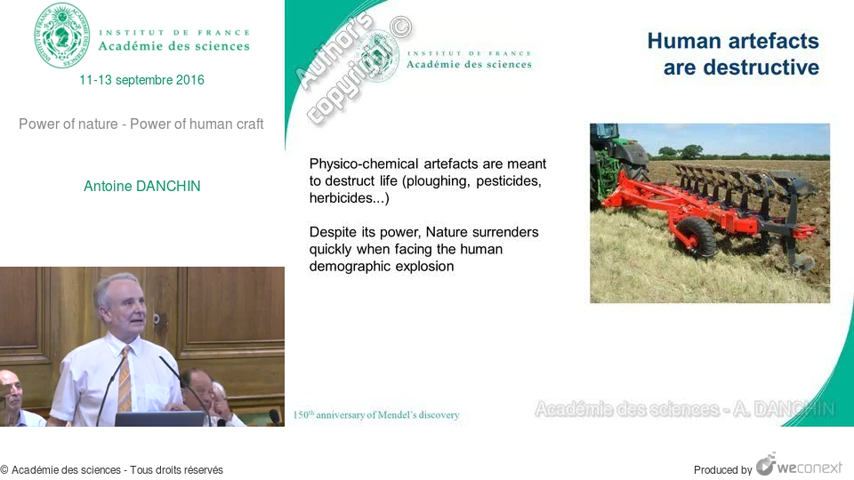 INSTITUT DE FRANCE
Académie des sciences
11-13 septembre 2016
Power of nature - Power of human craft
Antoine DANCHIN
Author's
copyright ©
INSTITUT DE FRANCE
Académie des sciences
Human artefacts
are destructive
Physico-chemical artefacts are meant
to destruct life (ploughing, pesticides,
herbicides...)
Despite its power, Nature surrenders
quickly when facing the human
demographic explosion
150th anniversary of Mendel's discovery
Académie des sciences - A. DANCHIN
© Académie des sciences - Tous droits réservés
Produced by weconext